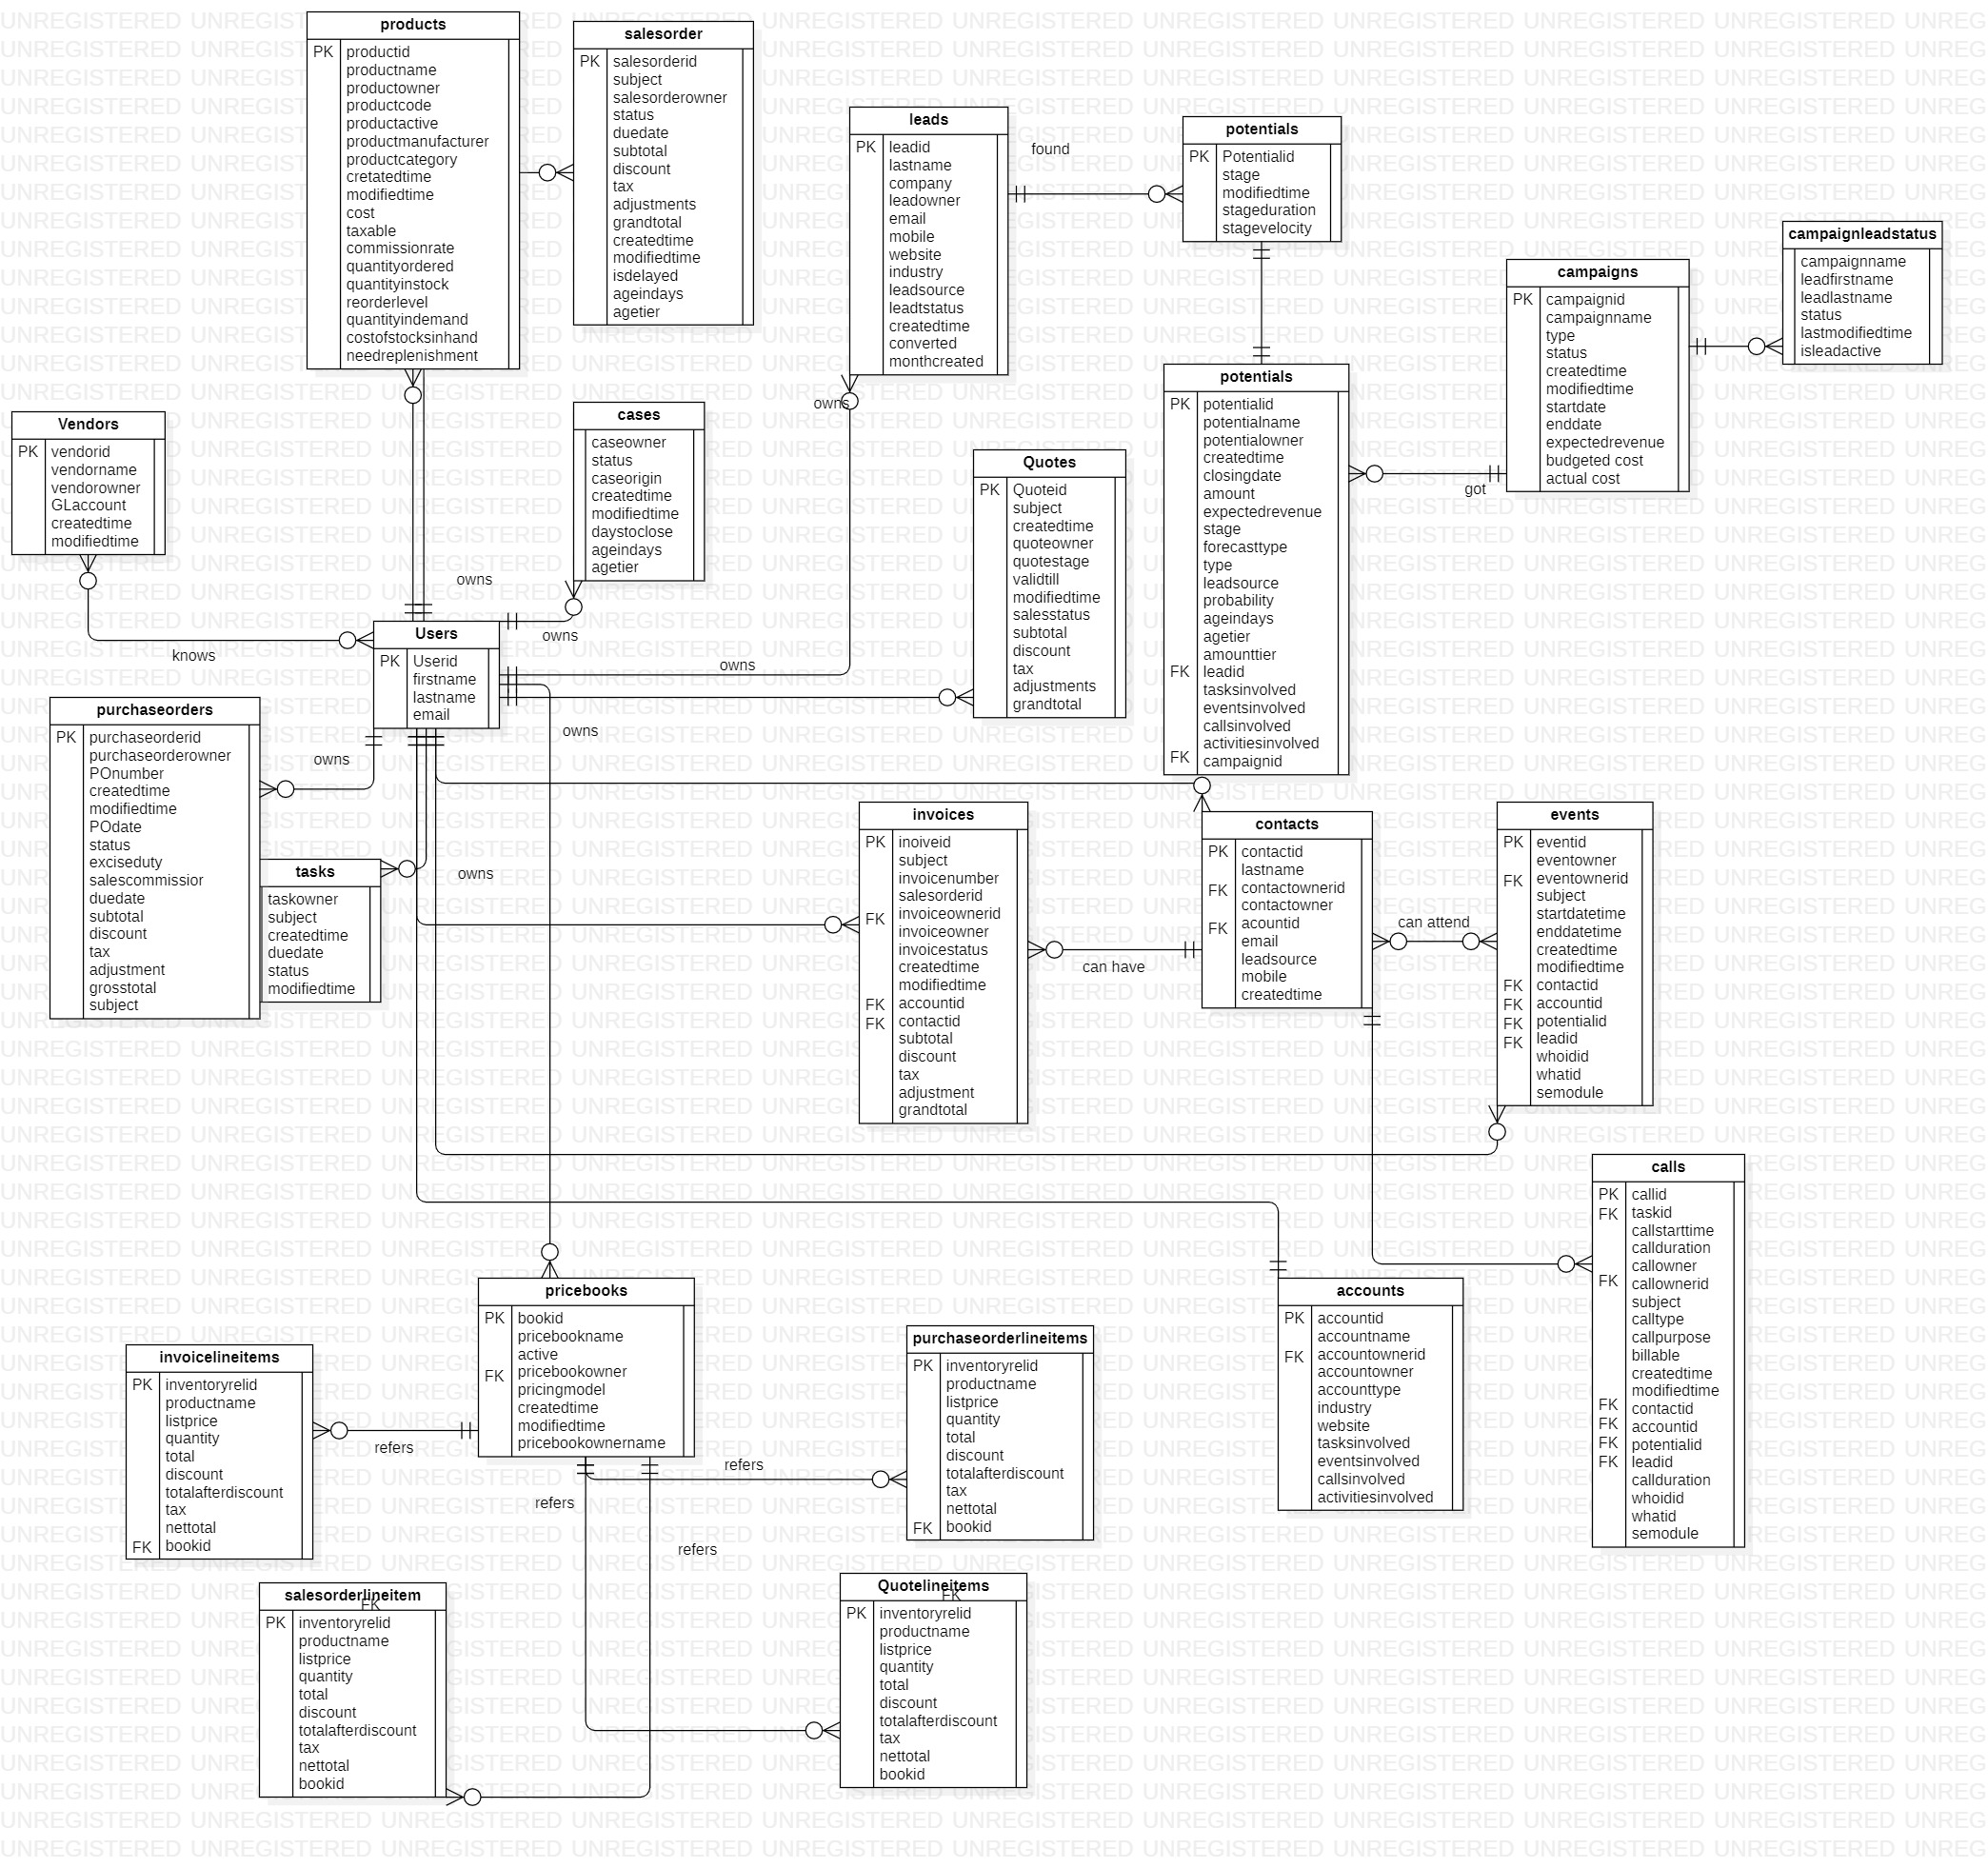 products
PK productid
productname
productowner
productcode
productactive
productmanufacturer
productcategory
cretatedtime
modifiedtime
cost
taxable
commissionrate
quantityordered
quantityinstock
reorderlevel
quantityindemand
costofstocksinhand
needreplenishment
salesorder
PK salesorderid
subject
salesorderowner
status
duedate
subtotal
discount
tax
adjustments
grandtotal
createdtime
modifiedtime
isdelayed
ageindays
agetier
leads
PK leadid
lastname
company
leadowner
email
mobile
website
industry
leadsource
leadtstatus
createdtime
converted
monthcreated
found
potentials
PK Potentialid
stage
modifiedtime
stageduration
stagevelocity
campaigns
PK campaignid
campaignname
type
status
createdtime
modifiedtime
startdate
enddate
expectedrevenue
budgeted cost
actual cost
campaignleadstatus
campaignname
leadfirstname
leadlastname
status
lastmodifiedtime
isleadactive
got
potentials
PK potentialid
potentialname
potentialowner
createdtime
closingdate
amount
expectedrevenue
stage
forecasttype
type
leadsource
probability
ageindays
agetier
amounttier
FK leadid
tasksinvolved
eventsinvolved
callsinvolved
activitiesinvolved
FK campaignid
Vendors
PK vendorid
vendorname
vendorowner
GLaccount
createdtime
modifiedtime
knows
cases
caseowner
status
caseorigin
createdtime
modifiedtime
daystoclose
ageindays
agetier
owns
owns
owns
owns
Quotes
PK Quoteid
subject
createdtime
quoteowner
quotestage
validtill
modifiedtime
salesstatus
subtotal
discount
tax
adjustments
grandtotal
Users
PK Userid
firstname
lastname
email
owns
owns
owns
purchaseorders
PK purchaseorderid
purchaseorderowner
POnumber
createdtime
modifiedtime
POdate
status
exciseduty
salescommissior
duedate
subtotal
discount
tax
adjustment
grosstotal
subject
tasks
taskowner
subject
createdtime
duedate
status
modifiedtime
invoices
PK inoiveid
subject
invoicenumber
salesorderid
FK invoiceownerid
invoiceowner
invoicestatus
createdtime
modifiedtime
FK accountid
FK contactid
subtotal
discount
tax
adjustment
grandtotal
can have
contacts
PK contactid
lastname
FK contactownerid
contactowner
FK acountid
email
leadsource
mobile
createdtime
can attend
events
PK eventid
eventowner
FK eventownerid
subject
startdatetime
enddatetime
createdtime
modifiedtime
FK contactid
FK accountid
FK potentialid
FK leadid
whoidid
whatid
semodule
calls
PK callid
FK taskid
callstarttime
callduration
callowner
FK callownerid
subject
calltype
callpurpose
billable
createdtime
modifiedtime
FK contactid
FK accountid
FK potentialid
FK leadid
callduration
whoidid
whatid
semodule
accounts
PK accountid
accountname
FK accountownerid
accountowner
accounttype
industry
website
tasksinvolved
eventsinvolved
callsinvolved
activitiesinvolved
pricebooks
PK bookid
pricebookname
active
FK pricebookowner
pricingmodel
createdtime
modifiedtime
pricebookownername
refers
refers
refers
refers
invoicelineitems
PK inventoryrelid
productname
listprice
quantity
total
discount
totalafterdiscount
tax
nettotal
FK bookid
purchaseorderlineitems
PK inventoryrelid
productname
listprice
quantity
total
discount
totalafterdiscount
tax
nettotal
FK bookid
salesorderlineitem
FK
PK inventoryrelid
productname
listprice
quantity
total
discount
totalafterdiscount
tax
nettotal
bookid
Quotelineitems
FK
PK inventoryrelid
productname
listprice
quantity
total
discount
totalafterdiscount
tax
nettotal
bookid
UNREGISTERED